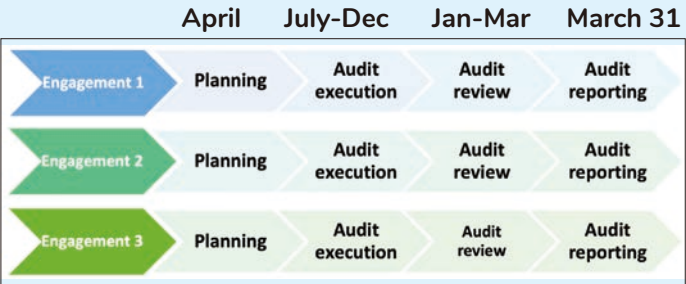 April July-Dec Jan-Mar March 31
Engagement 1 Planning Audit execution Audit review Audit reporting
Engagement 2 Planning Audit execution Audit review Audit reporting
Engagement 3 Planning Audit execution Audit review Audit reporting